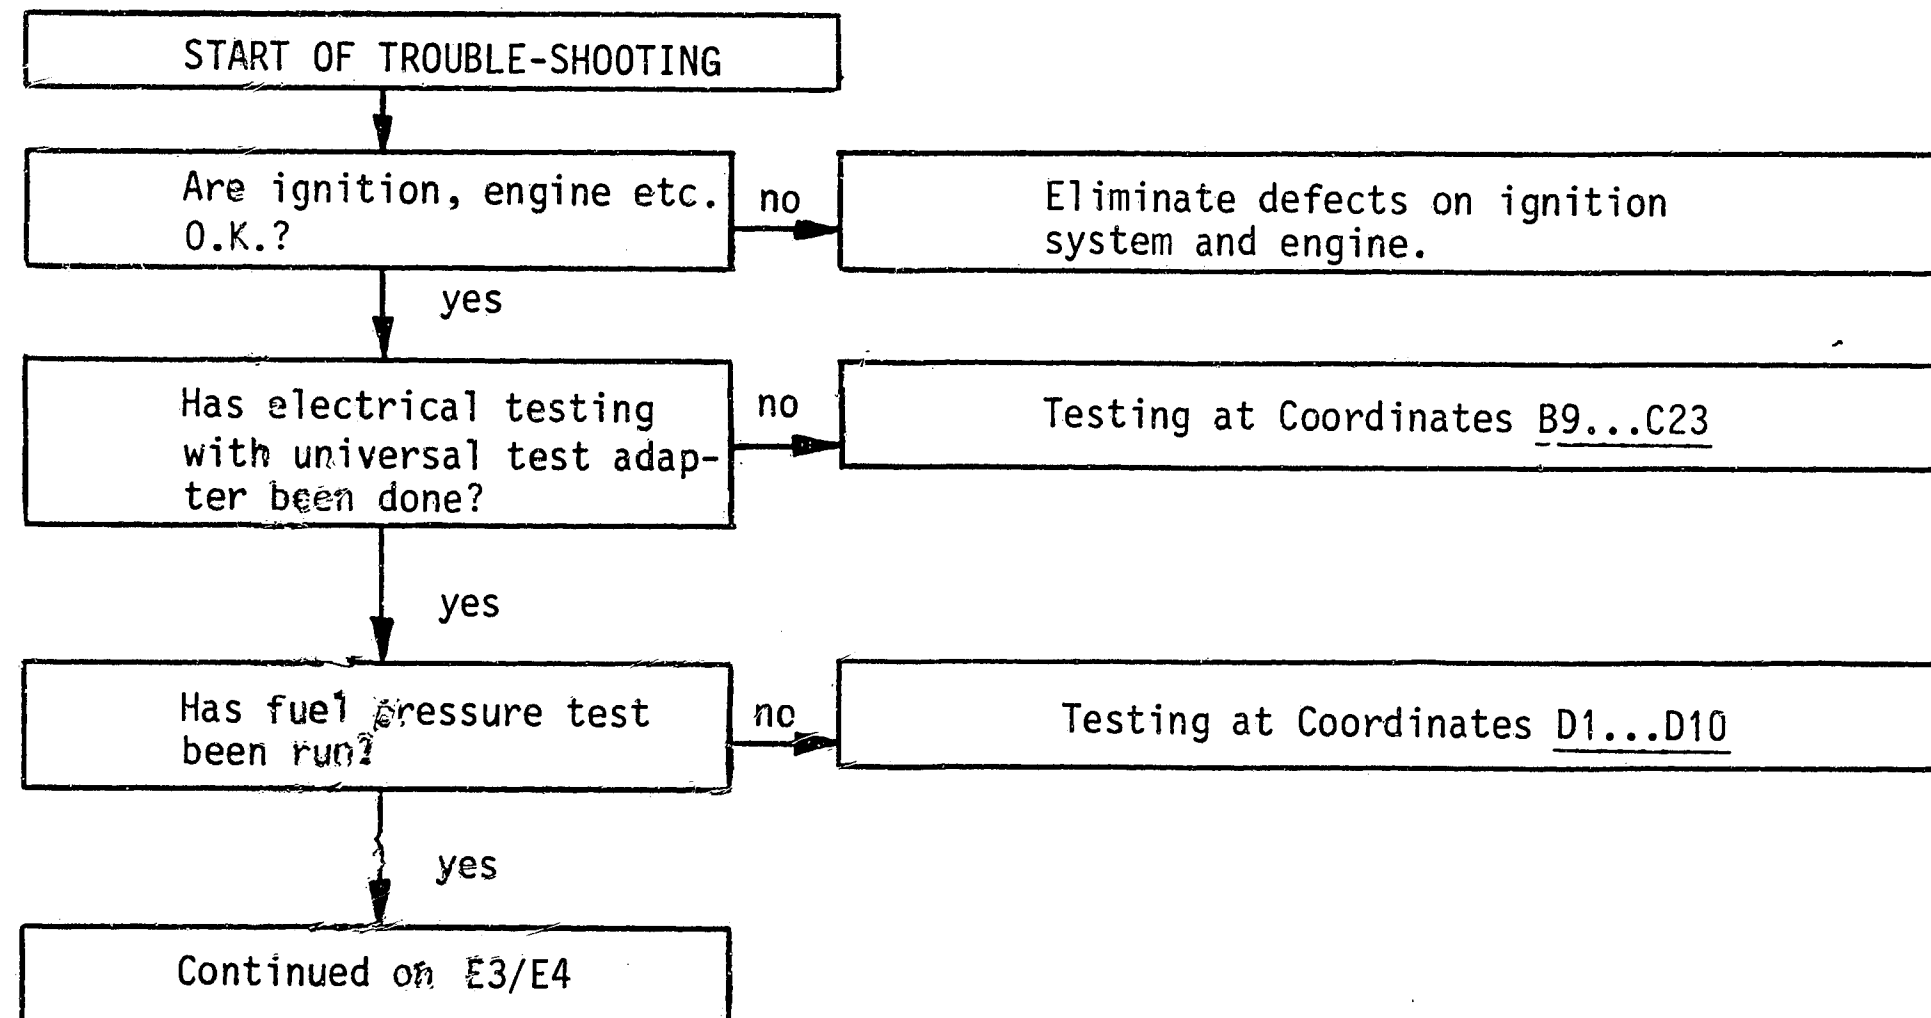 START OF TROUBLE-SHOOTING
Are ignition, engine etc.
O.K.?
no
Eliminate defects on ignition
system and engine.
yes
Has electrical testing
with universal test adap-
ter been done?
no
Testing at Coordinates B9...C23
yes
Has fuel pressure test
been run?
no
Testing at Coordinates D1...D10
yes
Continued on E3/E4